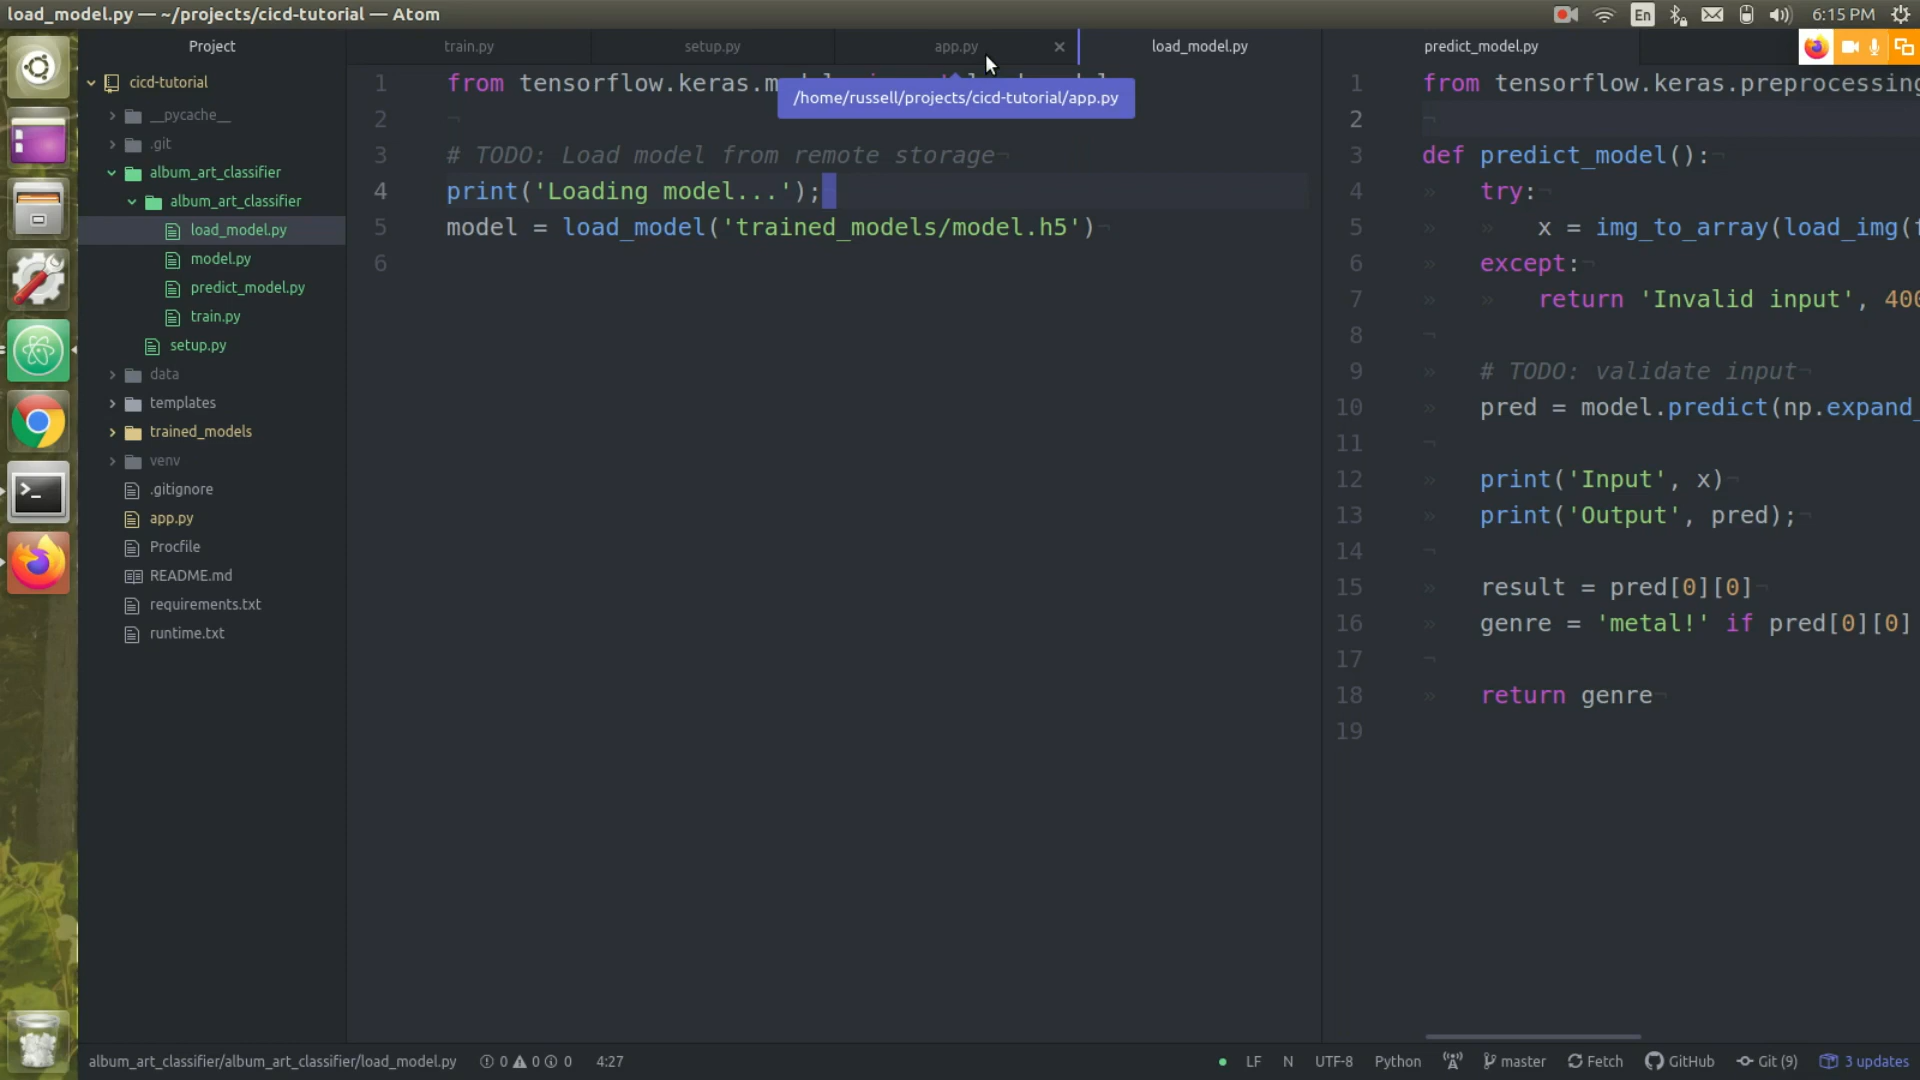 load_model.py — ~/projects/cicd-tutorial — Atom
En
6:15 PM
Project
cicd-tutorial
__pycache__
.git
album_art_classifier
album_art_classifier
load_model.py
model.py
predict_model.py
train.py
setup.py
data
templates
trained_models
venv
.gitignore
app.py
Procfile
README.md
requirements.txt
runtime.txt
train.py
setup.py
app.py
load_model.py
/home/russell/projects/cicd-tutorial/app.py
1 from tensorflow.keras.m
2
3 # TODO: Load model from remote storage
4 print('Loading model...');
5 model = load_model('trained_models/model.h5')
6
predict_model.py
1 from tensorflow.keras.preprocessing
2
3 def predict_model():
4 try:
5 x = img_to_array(load_img(
6 except:
7 return 'Invalid input', 400
8
9 # TODO: validate input
10 pred = model.predict(np.expand_
11
12 print('Input', x)
13 print('Output', pred);
14
15 result = pred[0][0]
16 genre = 'metal!' if pred[0][0]
17
18 return genre
19
album_art_classifier/album_art_classifier/load_model.py 0 0 0 4:27
LF N UTF-8 Python master Fetch GitHub Git (9) 3 updates